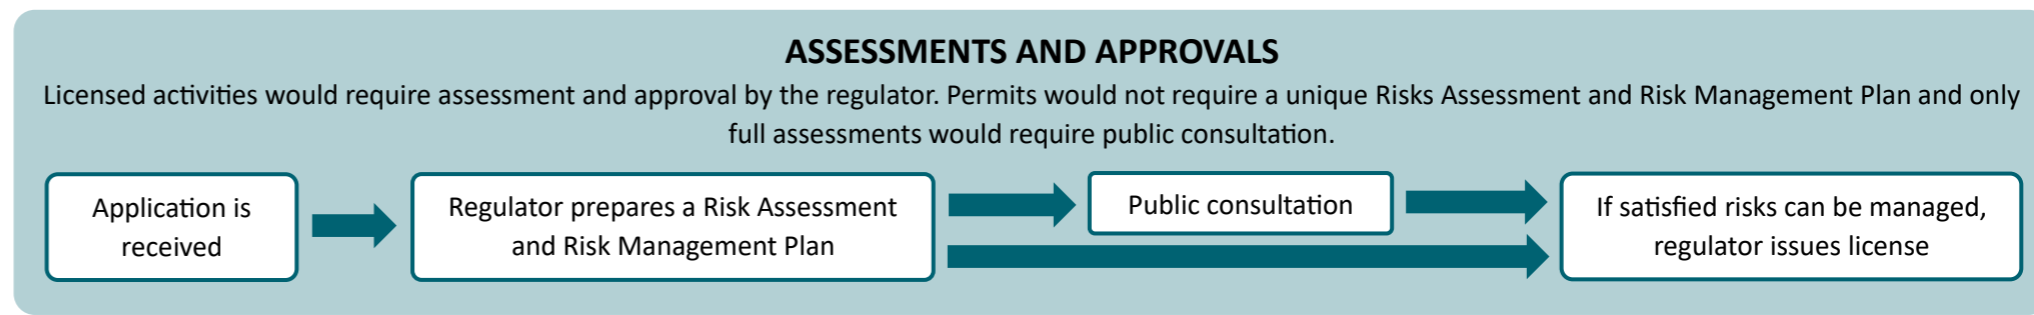 ASSESSMENTS AND APPROVALS
Licensed activities would require assessment and approval by the regulator. Permits would not require a unique Risks Assessment and Risk Management Plan and only
full assessments would require public consultation.
Application is
received
Regulator prepares a Risk Assessment
and Risk Management Plan
Public consultation
If satisfied risks can be managed,
regulator issues license